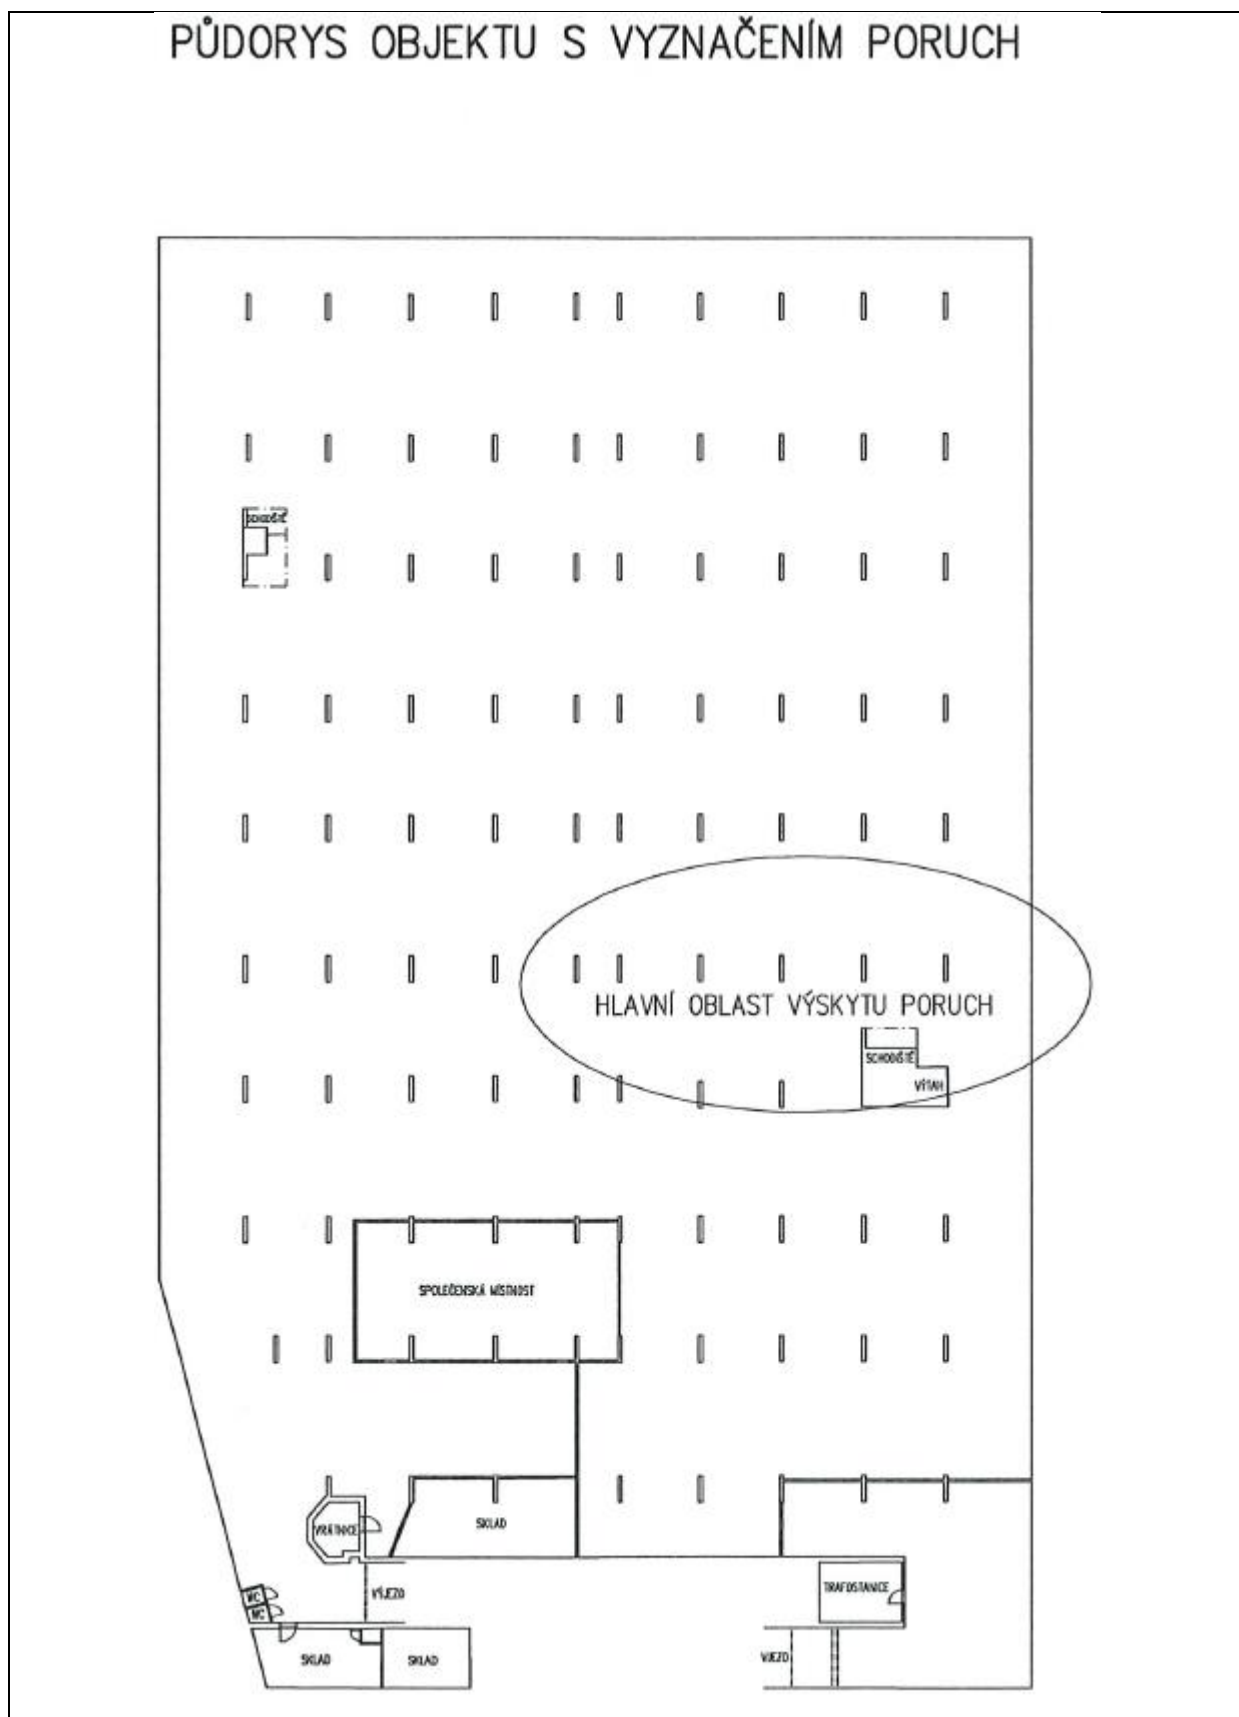 PŮDORYS OBJEKTU S VYZNAČENÍM PORUCH
SCHODIŠTĚ
HLAVNÍ OBLAST VÝSKYTU PORUCH
SCHODIŠTĚ
VÝTAH
SPOLEČENSKÁ MÍSTNOST
VRÁTNICE
SKLAD
WC
WC
VÝJEZD
TRAFOSTANICE
SKLAD
SKLAD
VJEZD